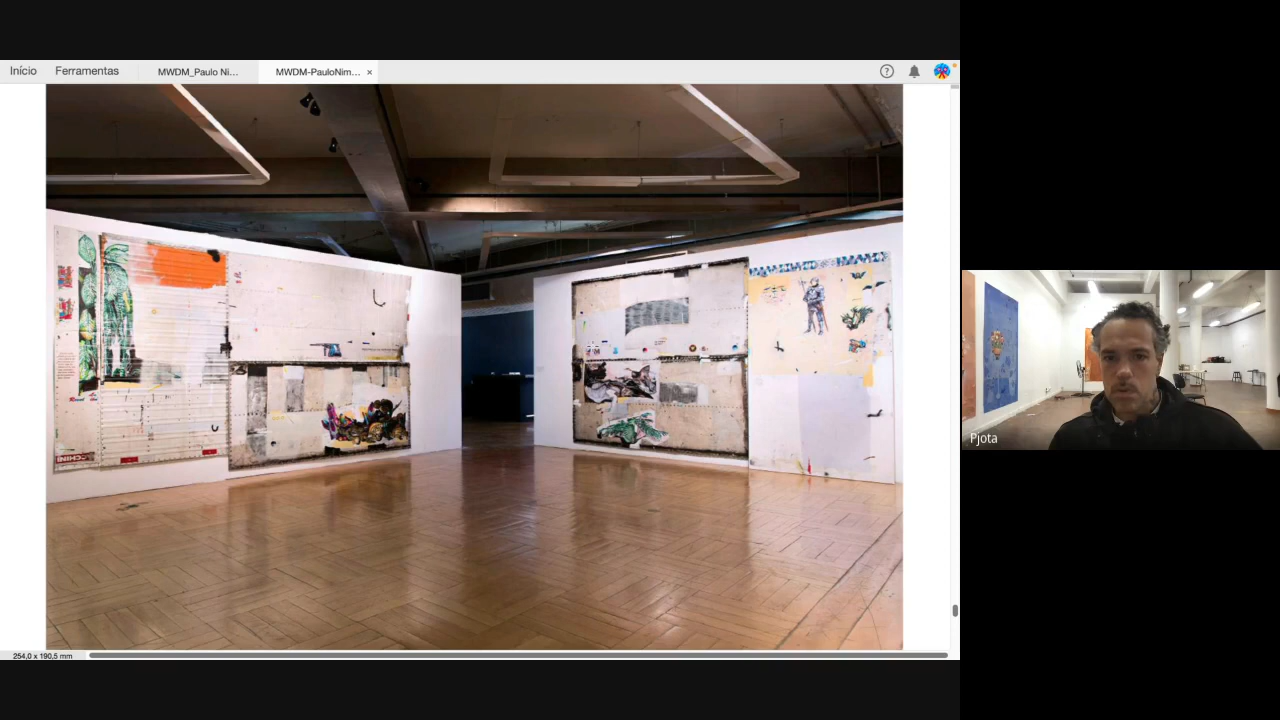 Início Ferramentas MWDM_Paulo Ni... MWDM-PauloNim... ×
Pjota
254,0 x 190,5 mm